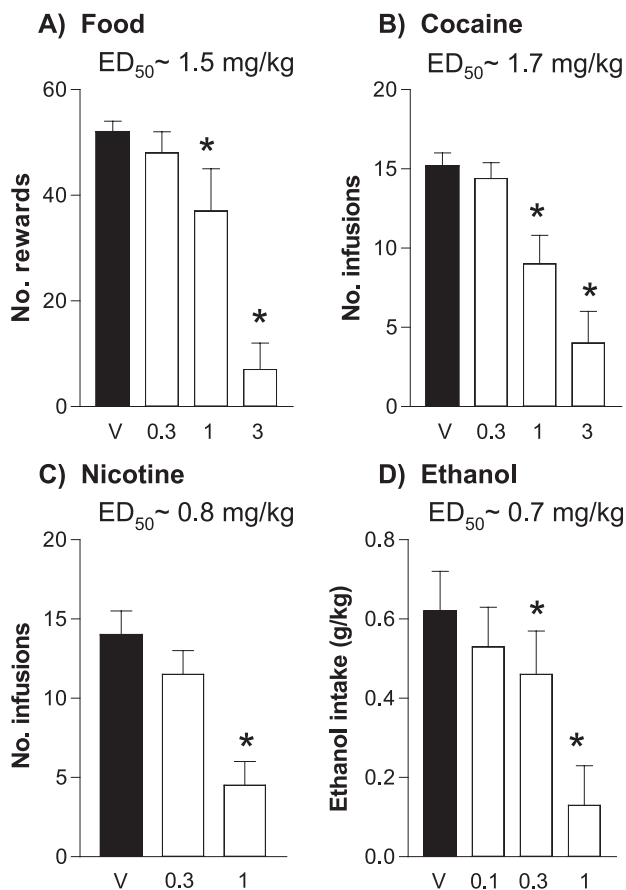 A) Food
ED50~ 1.5 mg/kg
No. rewards
60
40
20
0
*
*
V 0.3 1 3
B) Cocaine
ED50~ 1.7 mg/kg
No. infusions
20
15
10
5
0
*
*
V 0.3 1 3
C) Nicotine
ED50~ 0.8 mg/kg
No. infusions
20
15
10
5
0
*
V 0.3 1
D) Ethanol
ED50~ 0.7 mg/kg
Ethanol intake (g/kg)
0.8
0.6
0.4
0.2
0.0
*
*
V 0.1 0.3 1